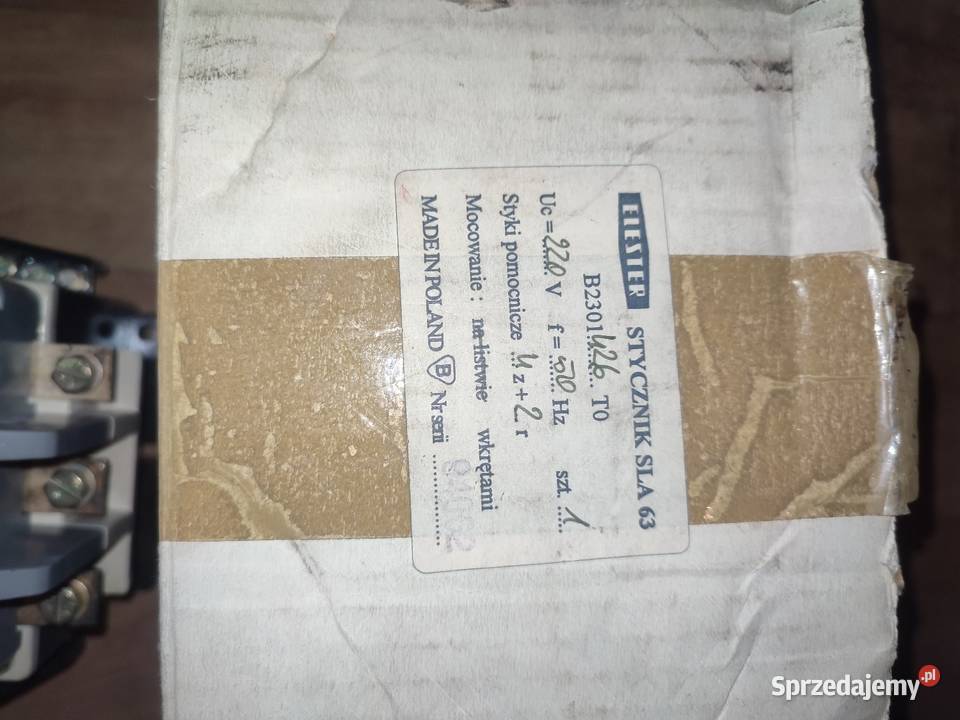 ELESTER STYCZNIK SLA 63
B2301426 T0
Uc = 220 V f = 50 Hz szt. 1
Styki pomocnicze 4 z + 2 r
Mocowanie : na listwie wkrętami
MADE IN POLAND B Nr serii
Sprzedajemy.pl